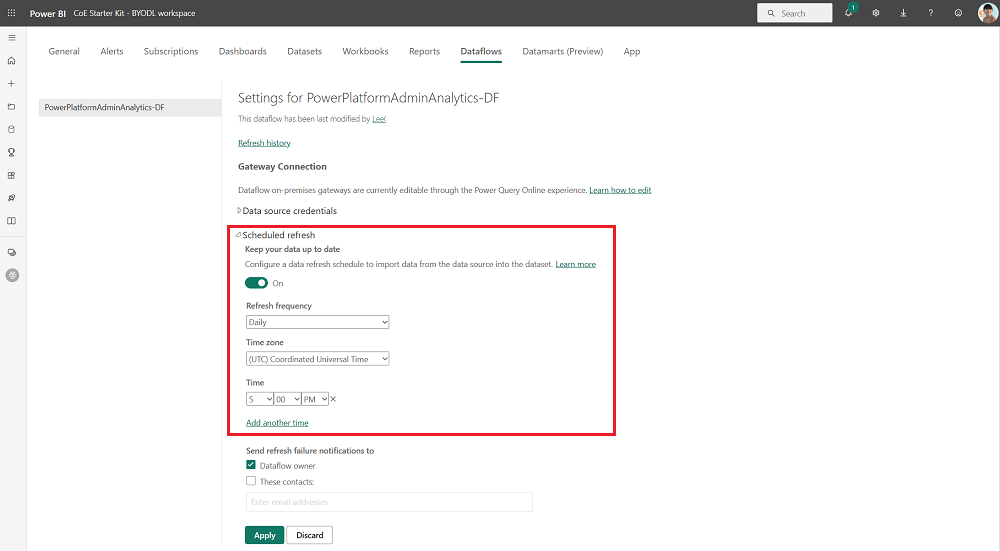 Power BI CoE Starter Kit - BYODL workspace
Search
1
General Alerts Subscriptions Dashboards Datasets Workbooks Reports Dataflows Datamarts (Preview) App
PowerPlatformAdminAnalytics-DF
Settings for PowerPlatformAdminAnalytics-DF
This dataflow has been last modified by Lee(
Refresh history
Gateway Connection
Dataflow on-premises gateways are currently editable through the Power Query Online experience. Learn how to edit
Data source credentials
Scheduled refresh
Keep your data up to date
Configure a data refresh schedule to import data from the data source into the dataset. Learn more
On
Refresh frequency
Daily
Time zone
(UTC) Coordinated Universal Time
Time
5 00 PM
Add another time
Send refresh failure notifications to
Dataflow owner
These contacts:
Enter email addresses
Apply Discard